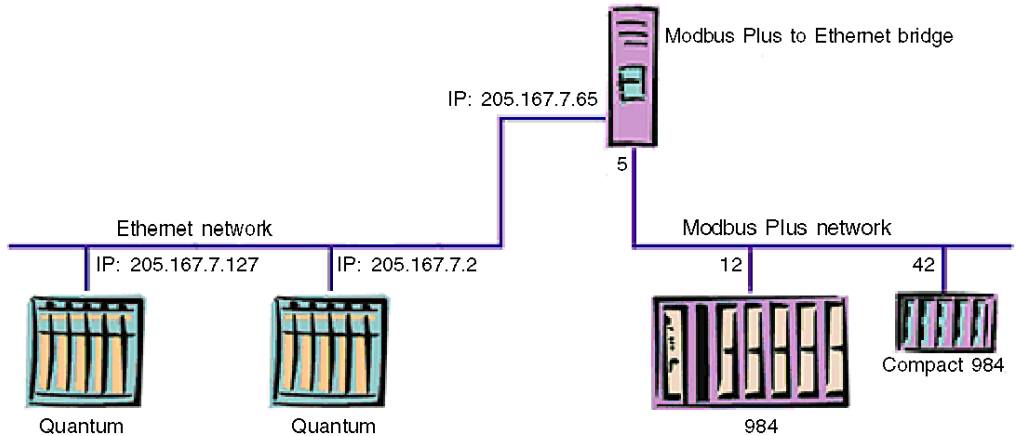 Modbus Plus to Ethernet bridge
IP: 205.167.7.65
5
Ethernet network
Modbus Plus network
IP: 205.167.7.127
IP: 205.167.7.2
12
42
Compact 984
Quantum
Quantum
984